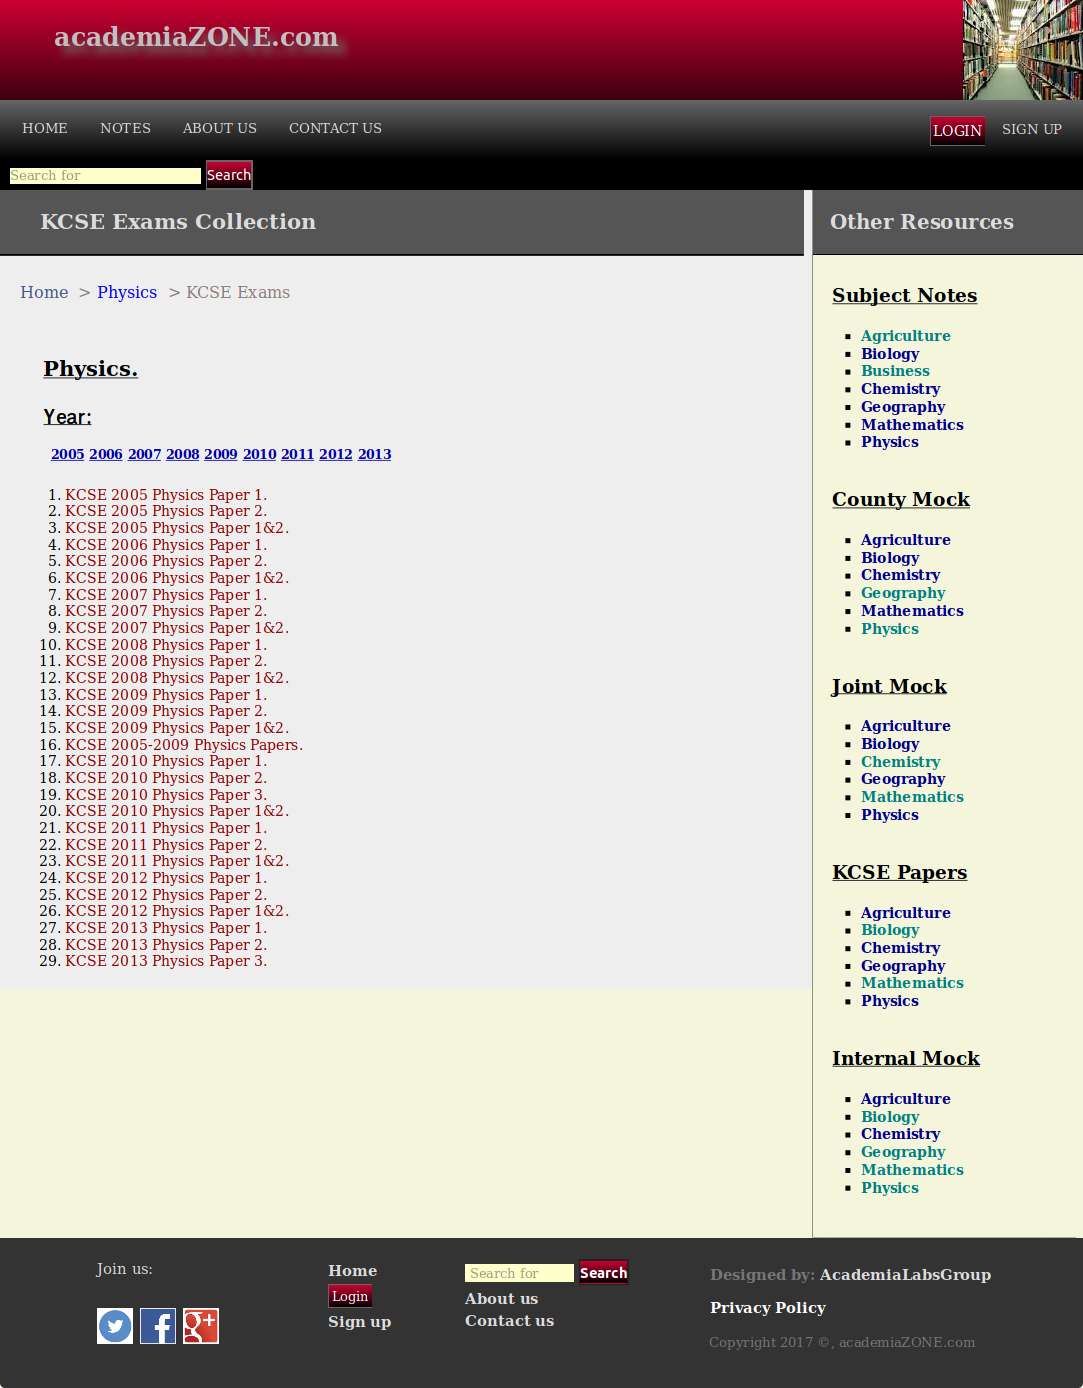 academiaZONE.com
HOME NOTES ABOUT US CONTACT US LOGIN SIGN UP
Search for Search
KCSE Exams Collection
Home > Physics > KCSE Exams
Physics.
Year:
2005 2006 2007 2008 2009 2010 2011 2012 2013
1. KCSE 2005 Physics Paper 1.
2. KCSE 2005 Physics Paper 2.
3. KCSE 2005 Physics Paper 1&2.
4. KCSE 2006 Physics Paper 1.
5. KCSE 2006 Physics Paper 2.
6. KCSE 2006 Physics Paper 1&2.
7. KCSE 2007 Physics Paper 1.
8. KCSE 2007 Physics Paper 2.
9. KCSE 2007 Physics Paper 1&2.
10. KCSE 2008 Physics Paper 1.
11. KCSE 2008 Physics Paper 2.
12. KCSE 2008 Physics Paper 1&2.
13. KCSE 2009 Physics Paper 1.
14. KCSE 2009 Physics Paper 2.
15. KCSE 2009 Physics Paper 1&2.
16. KCSE 2005-2009 Physics Papers.
17. KCSE 2010 Physics Paper 1.
18. KCSE 2010 Physics Paper 2.
19. KCSE 2010 Physics Paper 3.
20. KCSE 2010 Physics Paper 1&2.
21. KCSE 2011 Physics Paper 1.
22. KCSE 2011 Physics Paper 2.
23. KCSE 2011 Physics Paper 1&2.
24. KCSE 2012 Physics Paper 1.
25. KCSE 2012 Physics Paper 2.
26. KCSE 2012 Physics Paper 1&2.
27. KCSE 2013 Physics Paper 1.
28. KCSE 2013 Physics Paper 2.
29. KCSE 2013 Physics Paper 3.
Other Resources
Subject Notes
Agriculture
Biology
Business
Chemistry
Geography
Mathematics
Physics
County Mock
Agriculture
Biology
Chemistry
Geography
Mathematics
Physics
Joint Mock
Agriculture
Biology
Chemistry
Geography
Mathematics
Physics
KCSE Papers
Agriculture
Biology
Chemistry
Geography
Mathematics
Physics
Internal Mock
Agriculture
Biology
Chemistry
Geography
Mathematics
Physics
Join us:
Home
Login
Sign up
Search for Search
About us
Contact us
Designed by: AcademiaLabsGroup
Privacy Policy
Copyright 2017 ©, academiaZONE.com